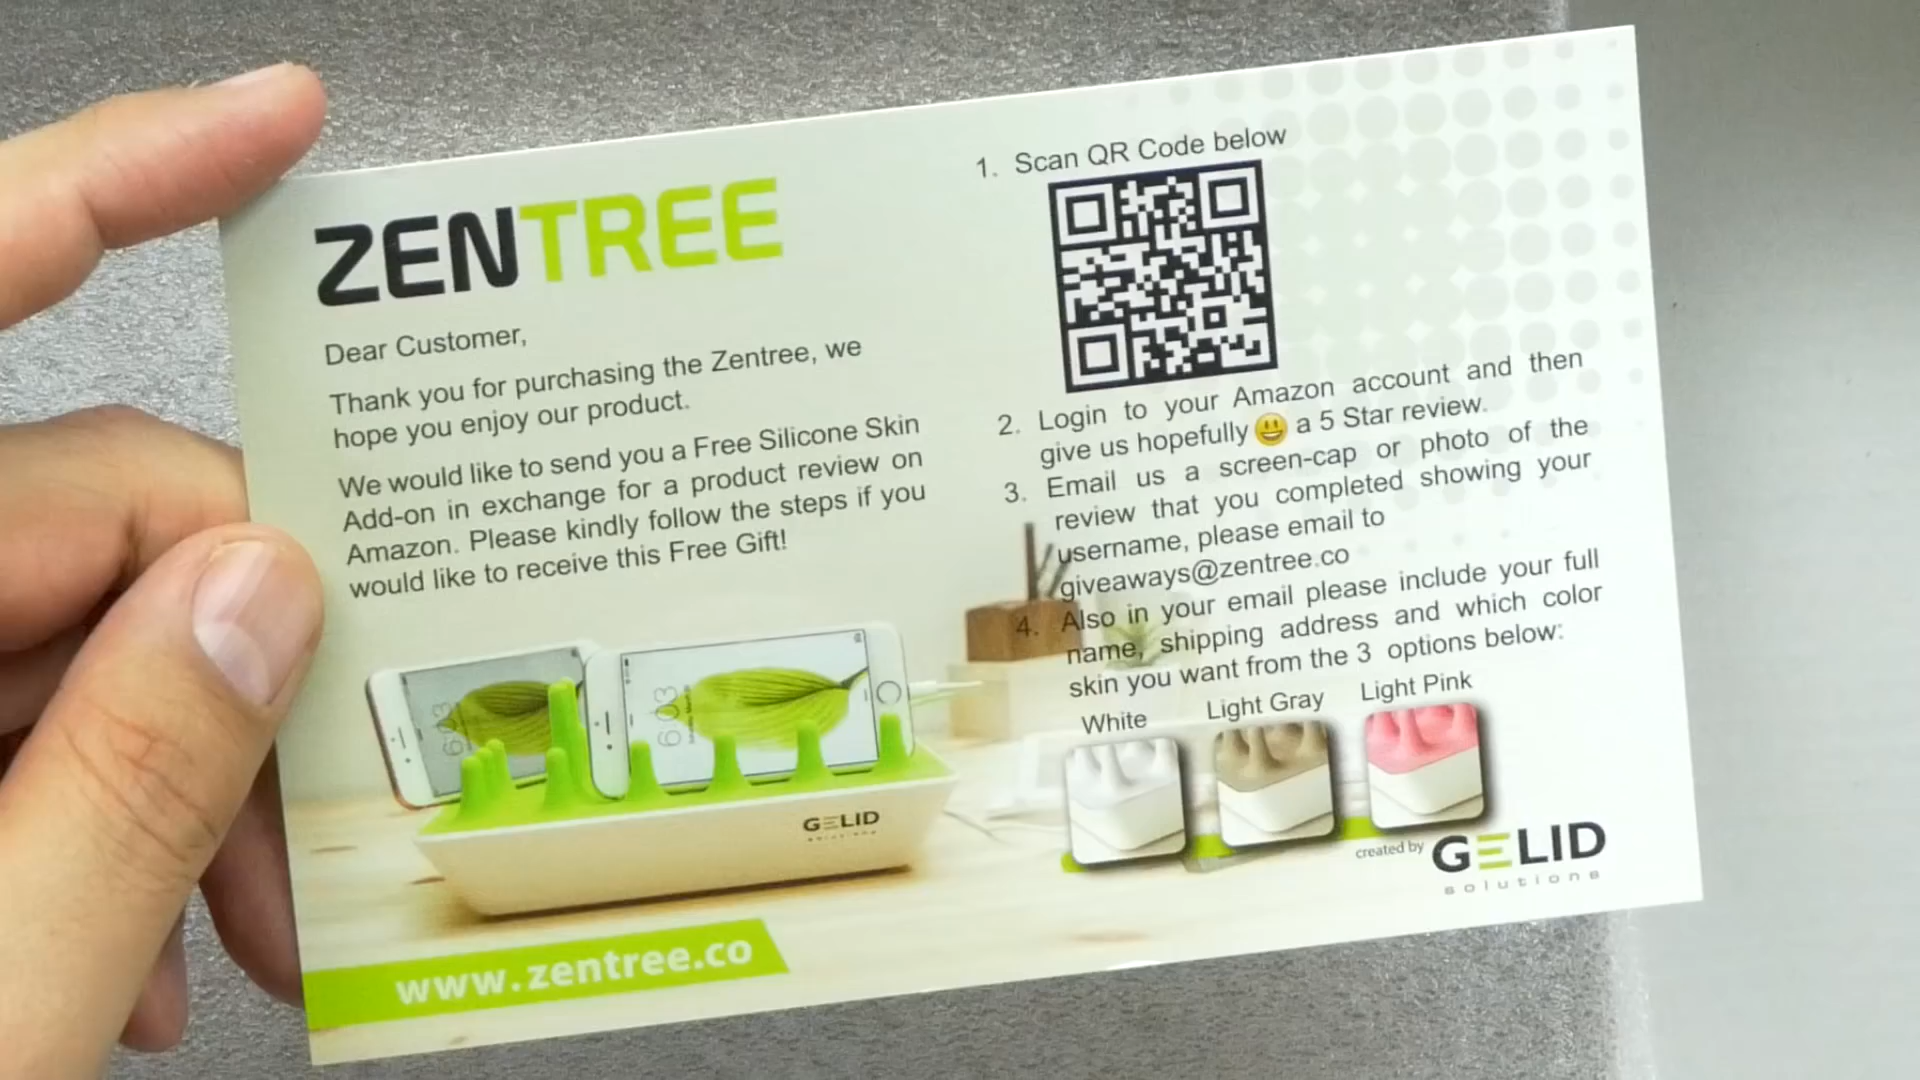 ZENTREE
Dear Customer,
Thank you for purchasing the Zentree, we
hope you enjoy our product.
We would like to send you a Free Silicone Skin
Add-on in exchange for a product review on
Amazon. Please kindly follow the steps if you
would like to receive this Free Gift!
6:03
6:03
GELID
solutions
www.zentree.co
1. Scan QR Code below
2. Login to your Amazon account and then
give us hopefully 😃 a 5 Star review.
3. Email us a screen-cap or photo of the
review that you completed showing your
username, please email to
giveaways@zentree.co
4. Also in your email please include your full
name, shipping address and which color
skin you want from the 3 options below:
White Light Gray Light Pink
created by GELID
solutions